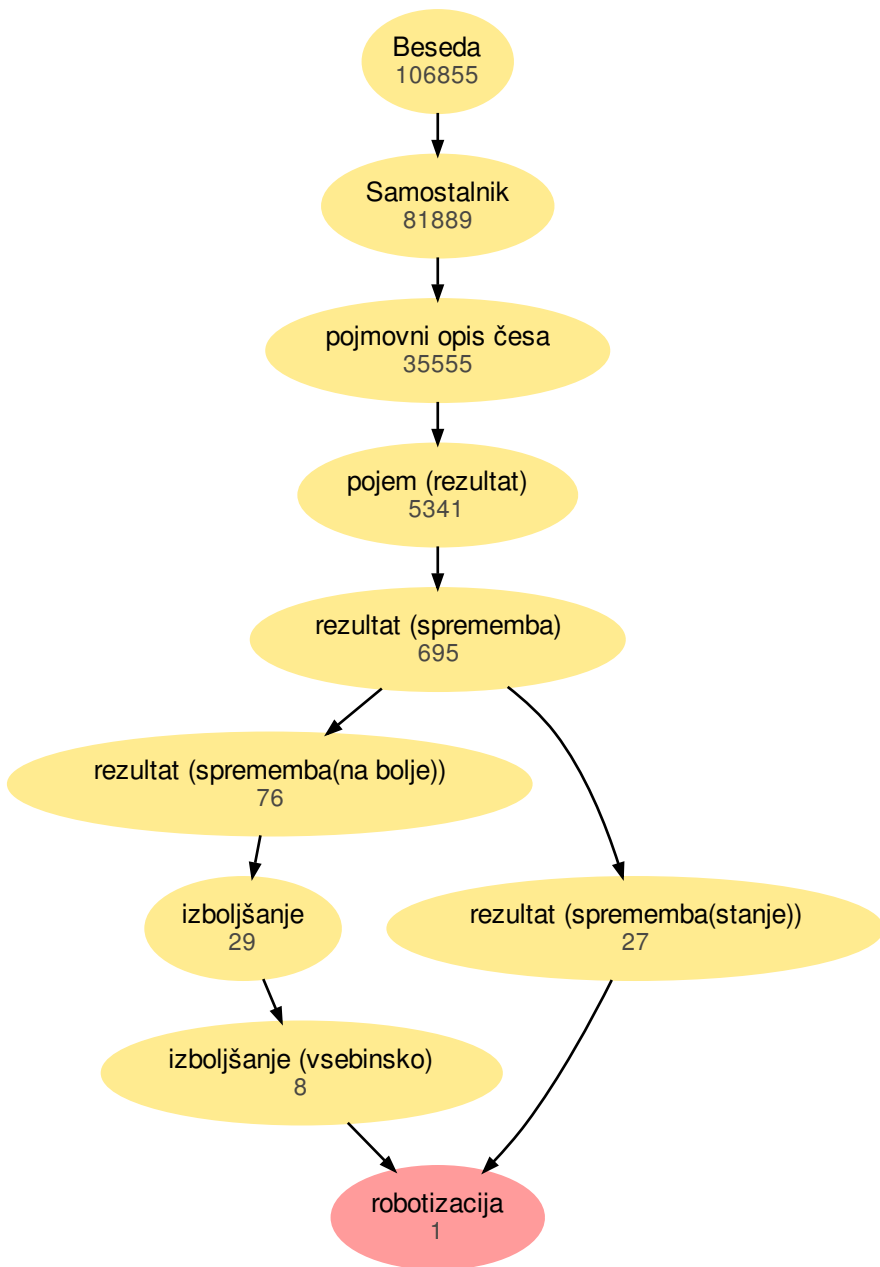 Beseda
106855
Samostalnik
81889
pojmovni opis česa
35555
pojem (rezultat)
5341
rezultat (sprememba)
695
rezultat (sprememba(na bolje))
76
izboljšanje
29
rezultat (sprememba(stanje))
27
izboljšanje (vsebinsko)
8
robotizacija
1